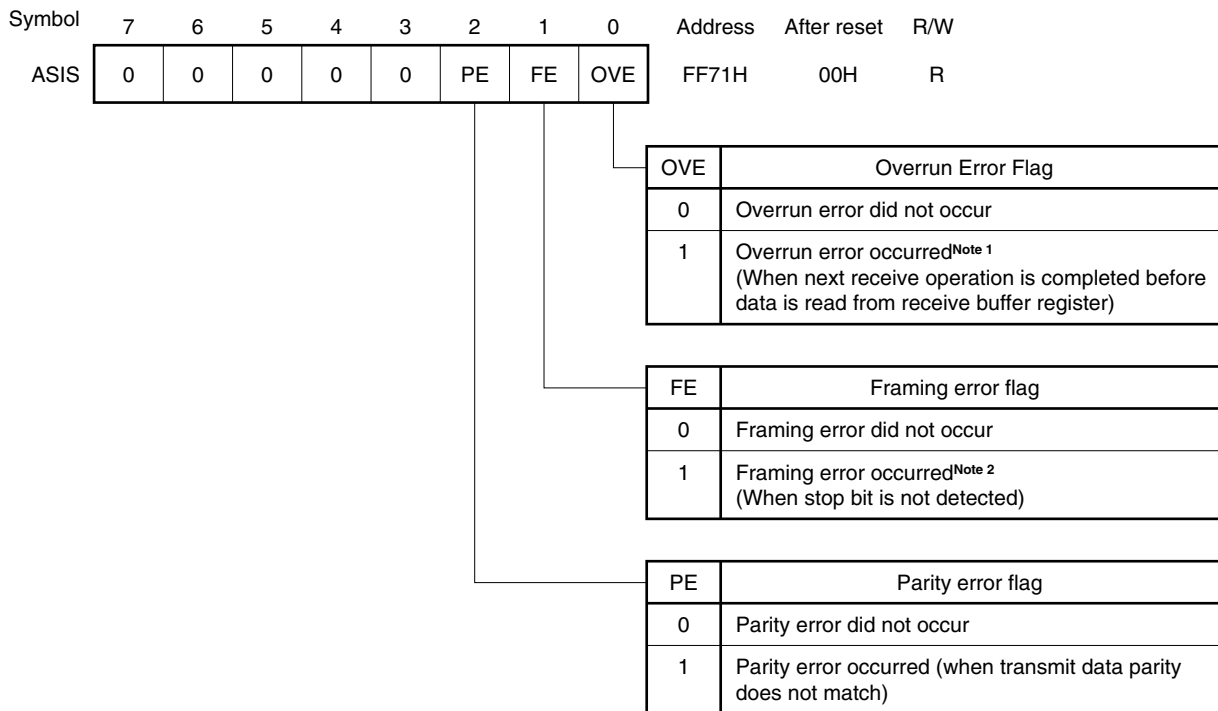 Symbol 7 6 5 4 3 2 1 0 Address After reset R/W
ASIS 0 0 0 0 0 PE FE OVE FF71H 00H R
OVE Overrun Error Flag
0 Overrun error did not occur
1 Overrun error occurredNote 1
(When next receive operation is completed before
data is read from receive buffer register)
FE Framing error flag
0 Framing error did not occur
1 Framing error occurredNote 2
(When stop bit is not detected)
PE Parity error flag
0 Parity error did not occur
1 Parity error occurred (when transmit data parity
does not match)